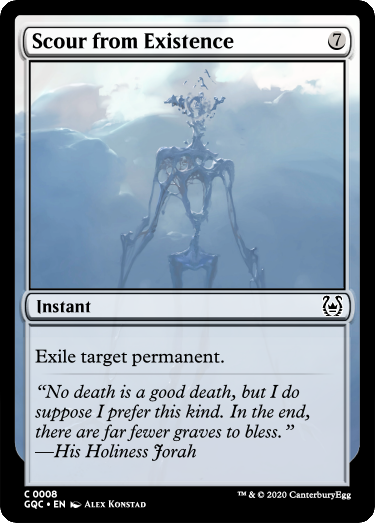 Scour from Existence 7
Instant
Exile target permanent.
“No death is a good death, but I do
suppose I prefer this kind. In the end,
there are far fewer graves to bless.”
—His Holiness Jorah
C 0008
GQC • EN Alex Konstad
™ & © 2020 CanterburyEgg